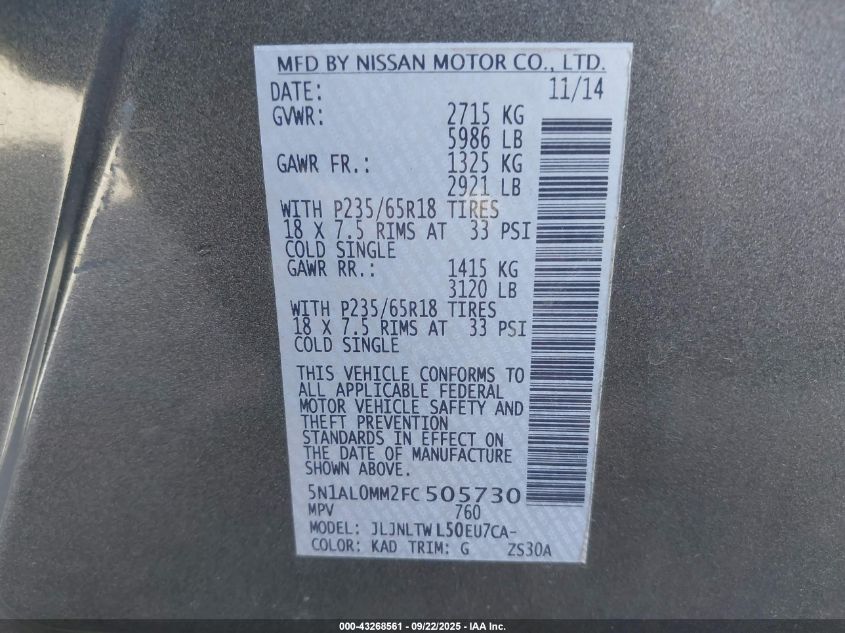 MFD BY NISSAN MOTOR CO., LTD.
DATE: 11/14
GVWR: 2715 KG
5986 LB
GAWR FR.: 1325 KG
2921 LB
WITH P235/65R18 TIRES
18 X 7.5 RIMS AT 33 PSI
COLD SINGLE
GAWR RR.: 1415 KG
3120 LB
WITH P235/65R18 TIRES
18 X 7.5 RIMS AT 33 PSI
COLD SINGLE
THIS VEHICLE CONFORMS TO
ALL APPLICABLE FEDERAL
MOTOR VEHICLE SAFETY AND
THEFT PREVENTION
STANDARDS IN EFFECT ON
THE DATE OF MANUFACTURE
SHOWN ABOVE.
5N1AL0MM2FC505730
MPV 760
MODEL: JLJNLTWL50EU7CA-
COLOR: KAD TRIM: G ZS30A
000-43268561 - 09/22/2025 - IAA Inc.